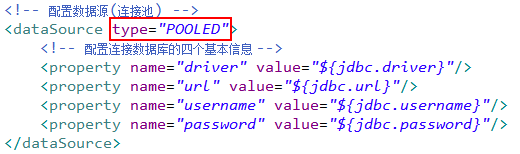 <!-- 配置数据源(连接池) -->
<dataSource type="POOLED">
<!-- 配置连接数据库的四个基本信息 -->
<property name="driver" value="${jdbc.driver}"/>
<property name="url" value="${jdbc.url}"/>
<property name="username" value="${jdbc.username}"/>
<property name="password" value="${jdbc.password}"/>
</dataSource>